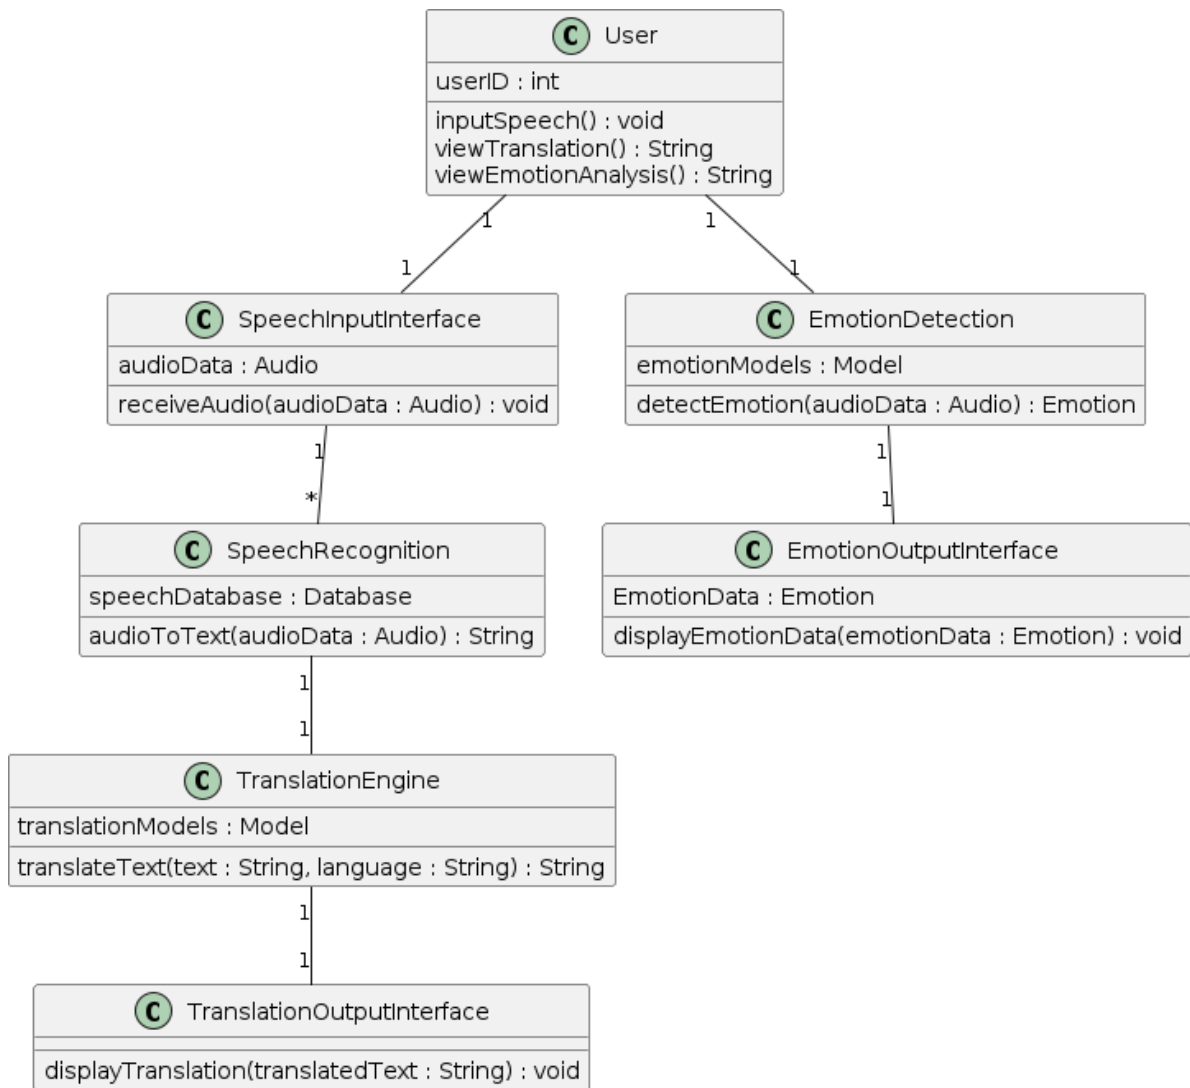 C User
userID : int
inputSpeech() : void
viewTranslation() : String
viewEmotionAnalysis() : String
1 1
1 1
C SpeechInputInterface
audioData : Audio
receiveAudio(audioData : Audio) : void
C EmotionDetection
emotionModels : Model
detectEmotion(audioData : Audio) : Emotion
1 1
* 1
C SpeechRecognition
speechDatabase : Database
audioToText(audioData : Audio) : String
C EmotionOutputInterface
EmotionData : Emotion
displayEmotionData(emotionData : Emotion) : void
1
1
C TranslationEngine
translationModels : Model
translateText(text : String, language : String) : String
1
1
C TranslationOutputInterface
displayTranslation(translatedText : String) : void